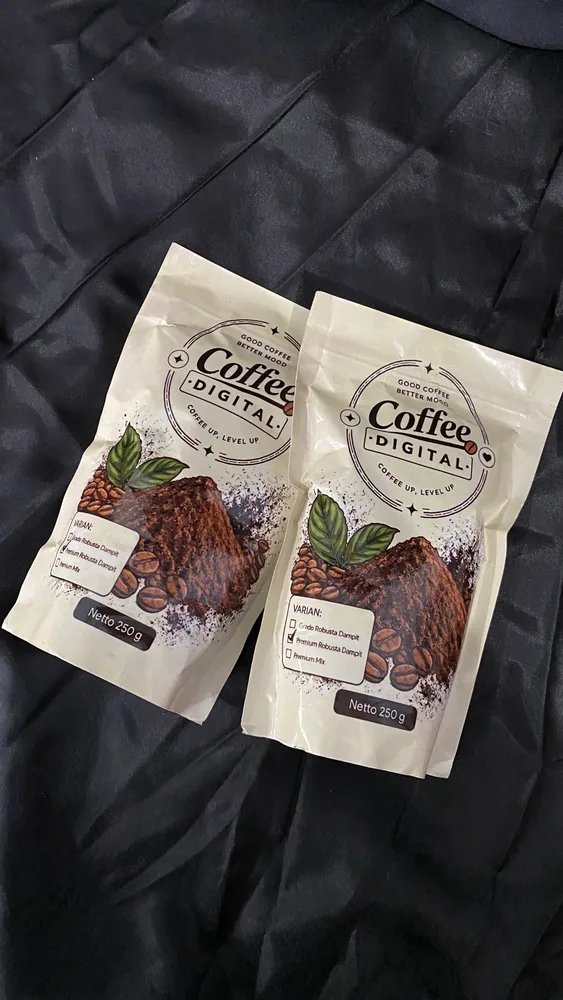 GOOD COFFEE
BETTER MOOD
Coffee
DIGITAL
COFFEE UP, LEVEL UP
VARIAN:
Grade Robusta Dampit
Premium Robusta Dampit
Premium Mix
Netto 250 g
GOOD COFFEE
BETTER MOOD
Coffee
·DIGITAL·
COFFEE UP, LEVEL UP
VARIAN:
Grade Robusta Dampit
Premium Robusta Dampit
Premium Mix
Netto 250 g